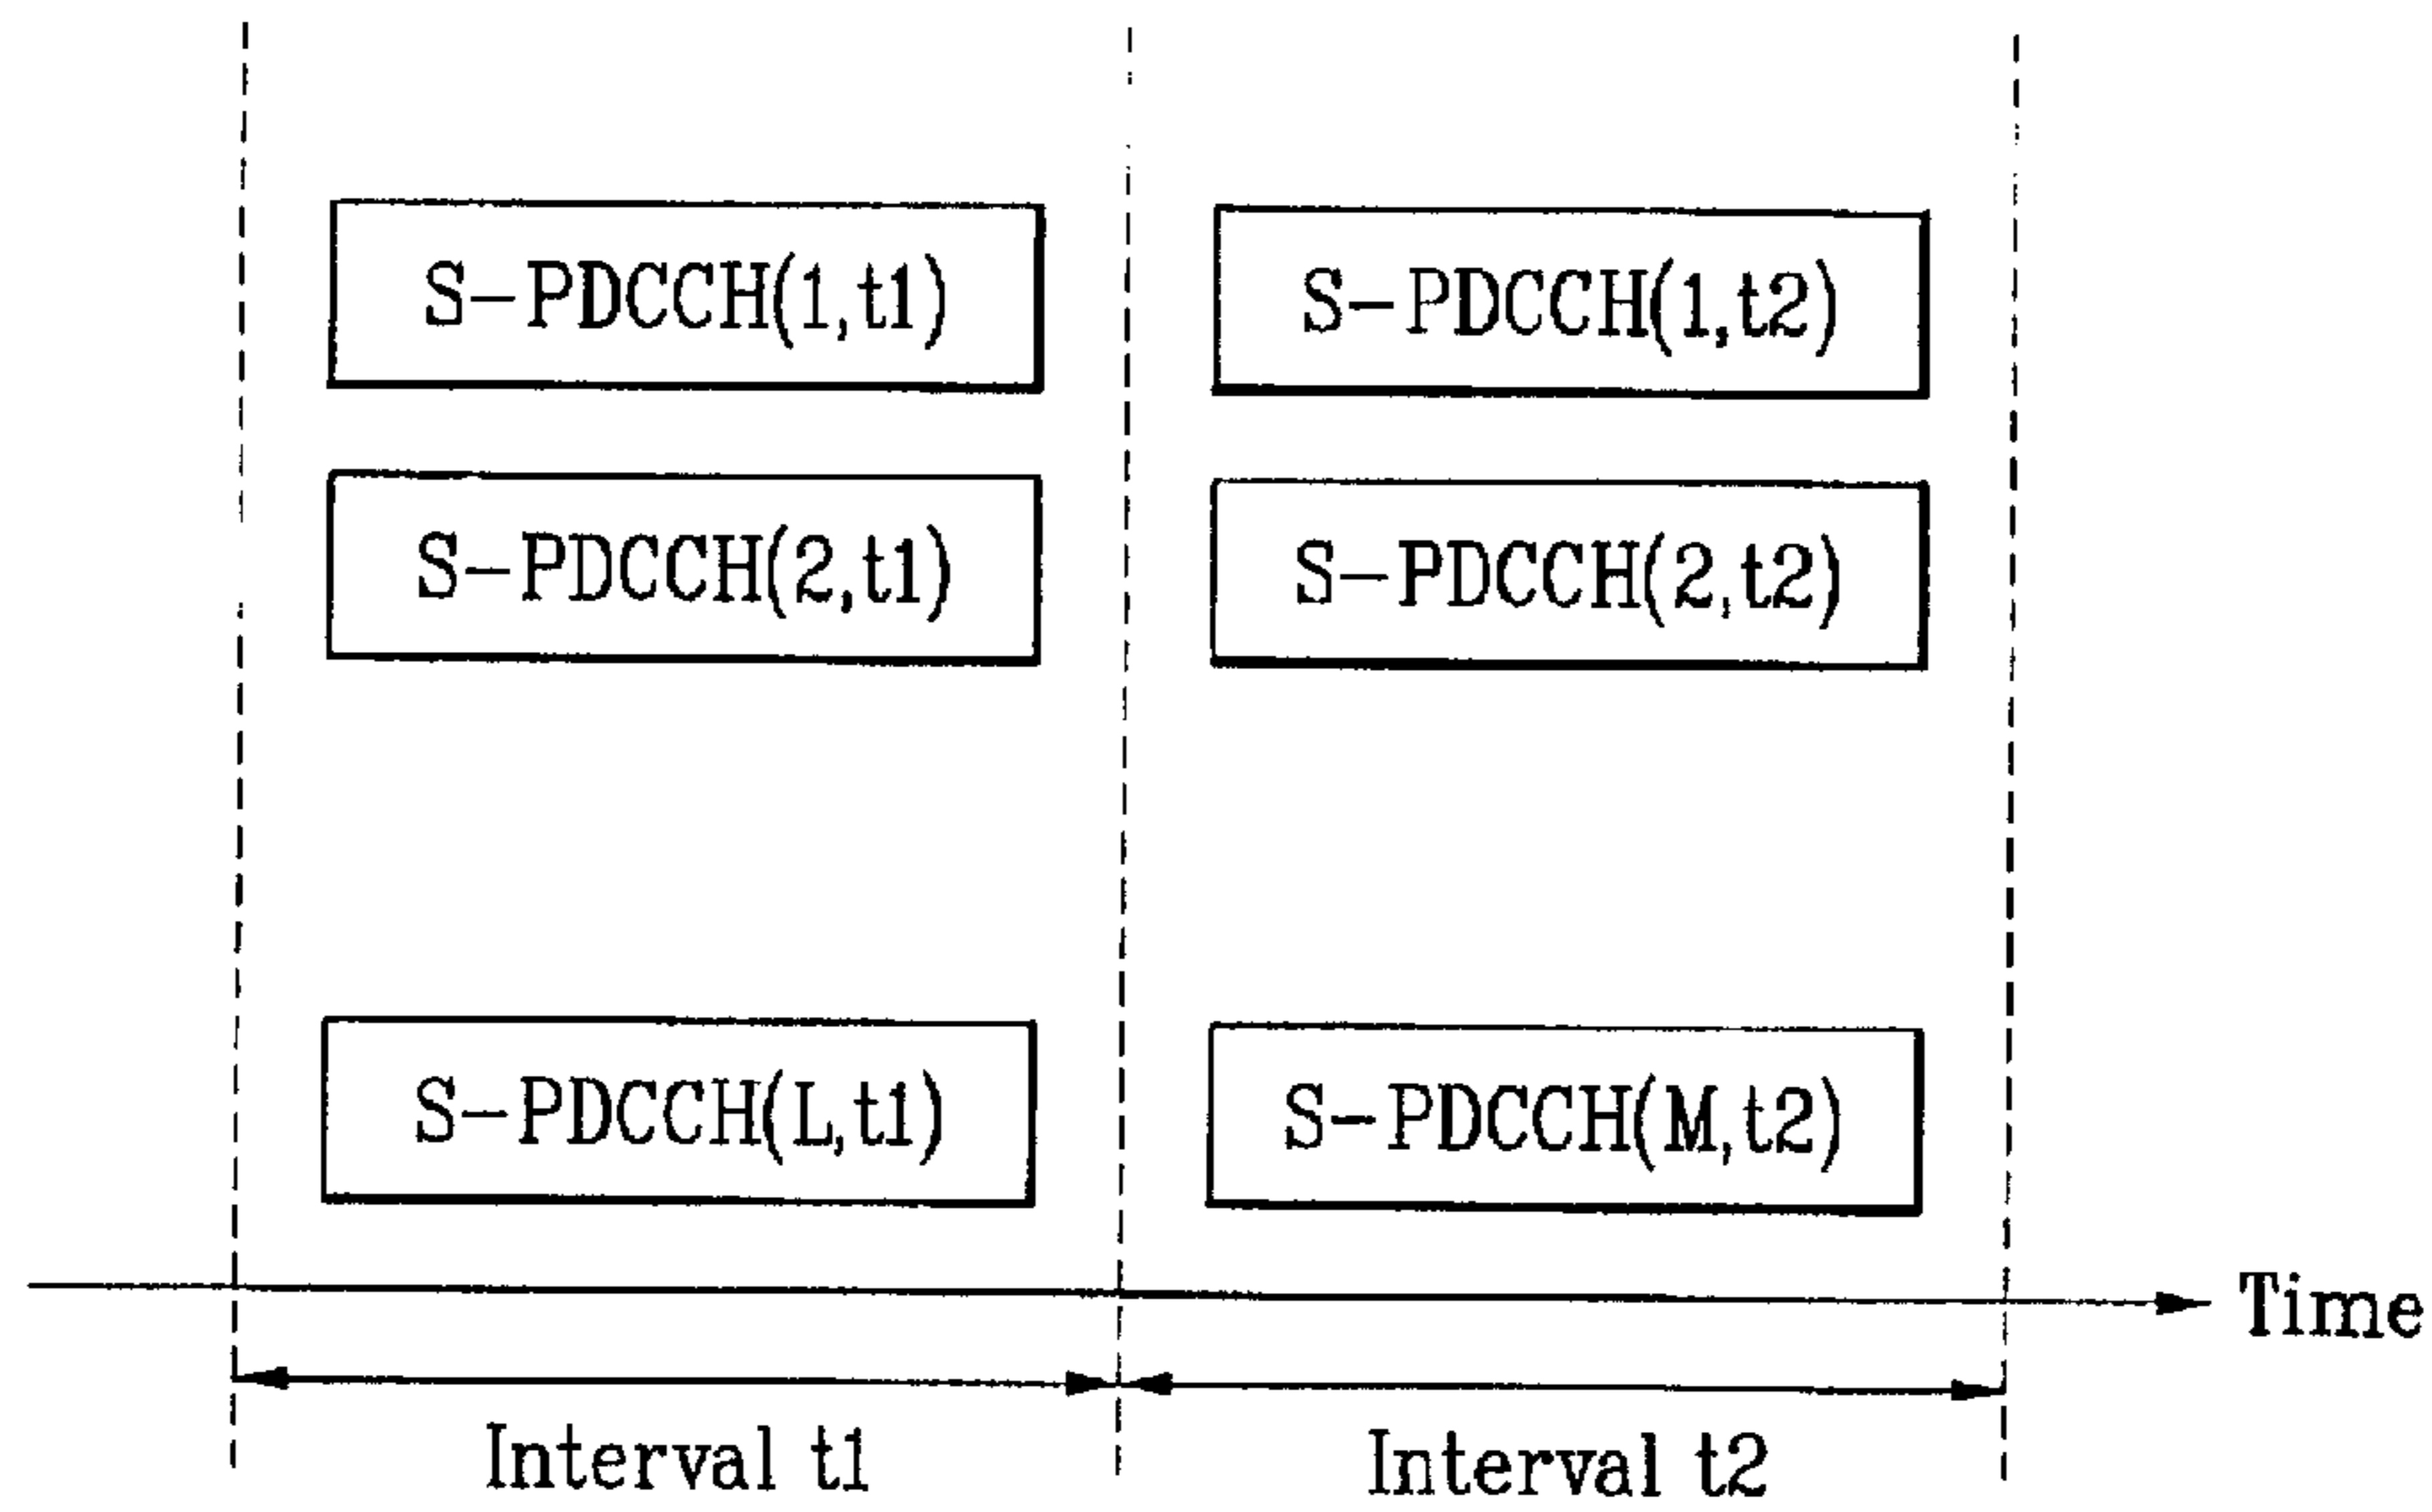 S-PDCCH(1,t1) S-PDCCH(1,t2)
S-PDCCH(2,t1) S-PDCCH(2,t2)
S-PDCCH(L,t1) S-PDCCH(M,t2)
Time
Interval t1 Interval t2